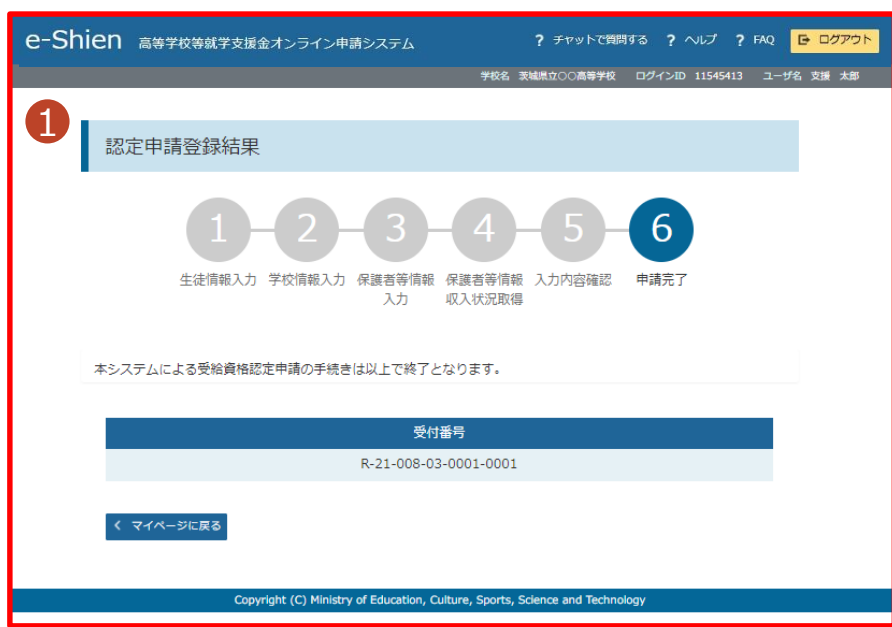 e-Shien 高等学校等就学支援金オンライン申請システム ? チャットで質問する ? ヘルプ ? FAQ ログアウト
学校名 茨城県立○○高等学校 ログインID 11545413 ユーザ名 支援 太郎
1
認定申請登録結果
1 2 3 4 5 6
生徒情報入力 学校情報入力 保護者等情報 保護者等情報 入力内容確認 申請完了
入力 収入状況取得
本システムによる受給資格認定申請の手続きは以上で終了となります。
受付番号
R-21-008-03-0001-0001
マイページに戻る
Copyright (C) Ministry of Education, Culture, Sports, Science and Technology